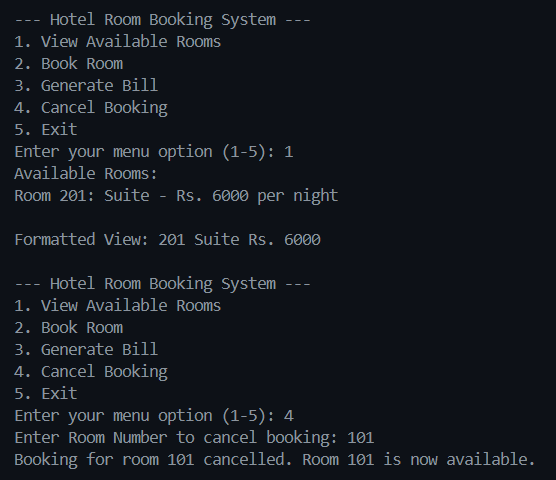 --- Hotel Room Booking System ---
1. View Available Rooms
2. Book Room
3. Generate Bill
4. Cancel Booking
5. Exit
Enter your menu option (1-5): 1
Available Rooms:
Room 201: Suite - Rs. 6000 per night
Formatted View: 201 Suite Rs. 6000
--- Hotel Room Booking System ---
1. View Available Rooms
2. Book Room
3. Generate Bill
4. Cancel Booking
5. Exit
Enter your menu option (1-5): 4
Enter Room Number to cancel booking: 101
Booking for room 101 cancelled. Room 101 is now available.